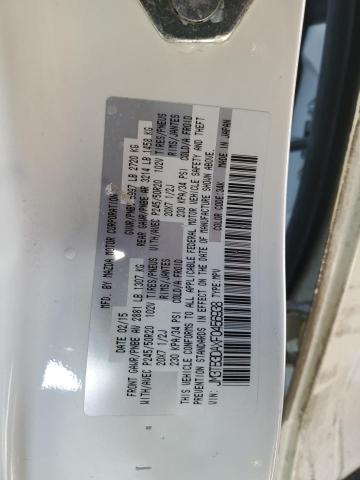 MFD. BY MAZDA MOTOR CORPORATION
DATE 02/15 GVWR/PNBV 5997 LB 2720 KG
FRONT GAWR/PNBE AV 2881 LB 1307 KG REAR GAWR/PNBE AR 3214 LB 1458 KG
WITH/AVEC P245/50R20 102V TIRES/PNEUS WITH/AVEC P245/50R20 102V TIRES/PNEUS
20X7 1/2J RIMS/JANTES 20X7 1/2J RIMS/JANTES
230 KPA/34 PSI COLD/A FROID 230 KPA/34 PSI COLD/A FROID
THIS VEHICLE CONFORMS TO ALL APPLICABLE FEDERAL MOTOR VEHICLE SAFETY AND THEFT
PREVENTION STANDARDS IN EFFECT ON THE DATE OF MANUFACTURE SHOWN ABOVE.
TYPE:MPV COLOR CODE:34K MADE IN JAPAN